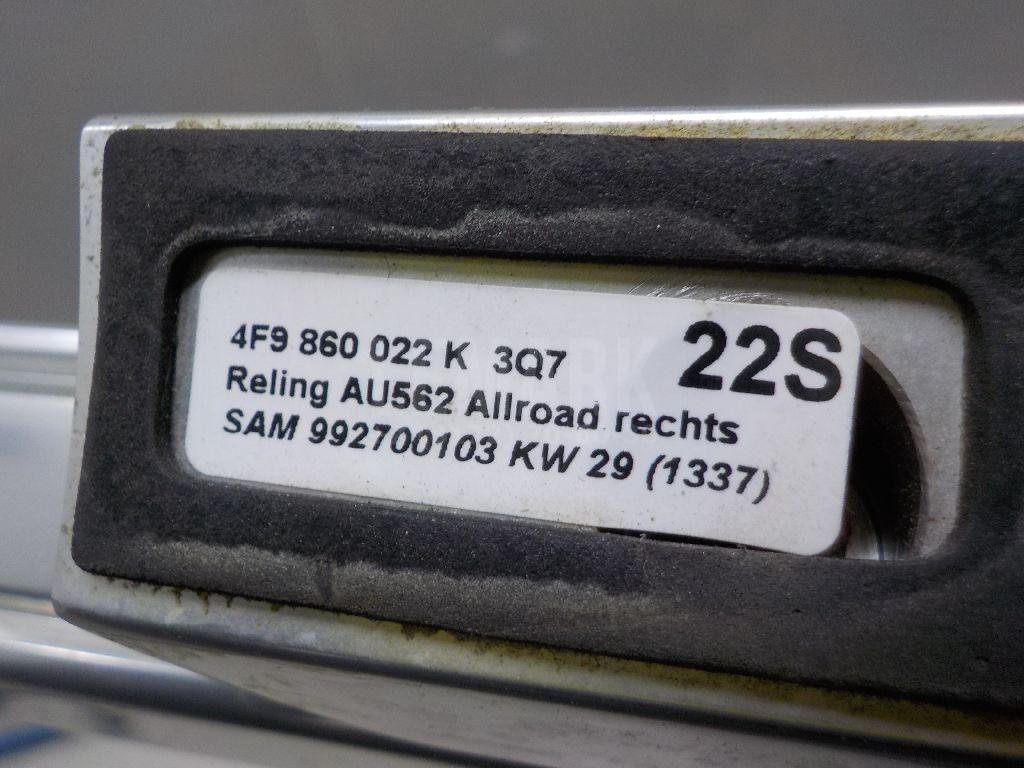 4F9 860 022 K 3Q7 22S
Reling AU562 Allroad rechts
SAM 992700103 KW 29 (1337)